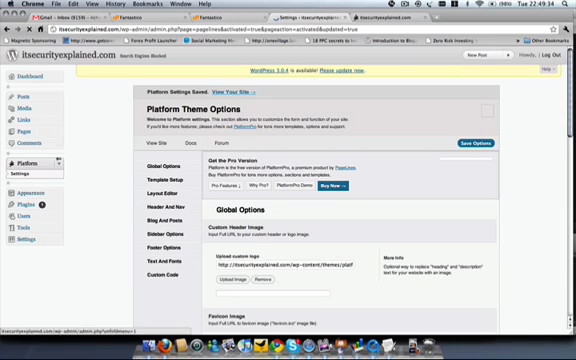 Chrome File Edit View History Bookmarks Window Help
Tue 22:49:34
Gmail - Inbox
Fantastico
Fantastico
Settings
itsecurityexplained.com
itsecurityexplained.com/wp-admin/admin.php?page=pagelines&activated=true&pageaction=activated&updated=true
Magnetic Sponsoring
Forex Profit Launcher
Social Marketing
18 PFC secrets to
Introduction to Blog
Zero Risk Investing
itsecurityexplained.com
Search Engines Blocked
New Post
Log Out
WordPress 3.0.4 is available! Please update now.
Help
Dashboard
Posts
Media
Links
Pages
Comments
Platform
Settings
Appearance
Plugins
Users
Tools
Settings
Platform Settings Saved. View Your Site →
Platform Theme Options
Welcome to Platform settings. This section allows you to customize the form and function of your site.
If you'd like more features; please check out PlatformPro for tons more templates, options and support.
View Site Docs Forum
Save Options
Global Options
Template Setup
Layout Editor
Header And Nav
Blog And Posts
Sidebar Options
Footer Options
Text And Fonts
Custom Code
Get the Pro Version
Platform is the free version of PlatformPro, a premium product by PageLines.
Buy PlatformPro for tons more options, sections and templates.
Pro Features ↓
Why Pro?
PlatformPro Demo
Buy Now →
Global Options
Custom Header Image
Input Full URL to your custom header or logo image.
Upload custom logo
http://itsecurityexplained.com/wp-content/themes/platf
Upload Image
Remove
More Info
Optional way to replace "heading" and "description"
text for your website with an image.
Favicon Image
Input Full URL to favicon image ("favicon.ico" image file)